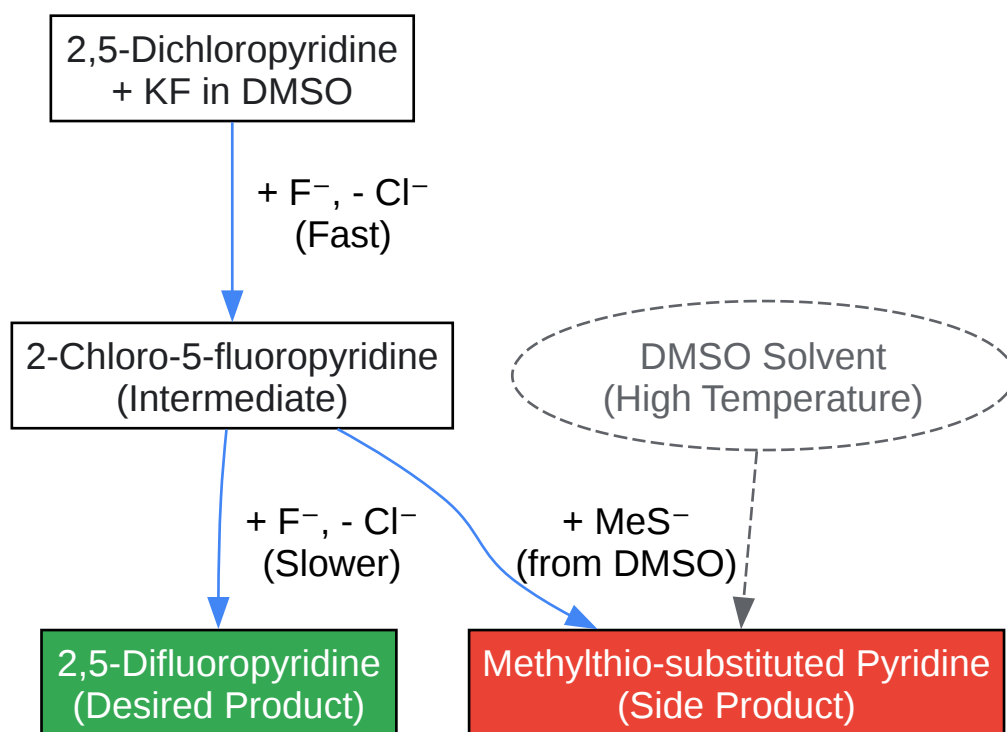 2,5-Dichloropyridine
+ KF in DMSO
+ F⁻, - Cl⁻
(Fast)
2-Chloro-5-fluoropyridine
(Intermediate)
DMSO Solvent
(High Temperature)
+ F⁻, - Cl⁻
(Slower)
+ MeS⁻
(from DMSO)
2,5-Difluoropyridine
(Desired Product)
Methylthio-substituted Pyridine
(Side Product)